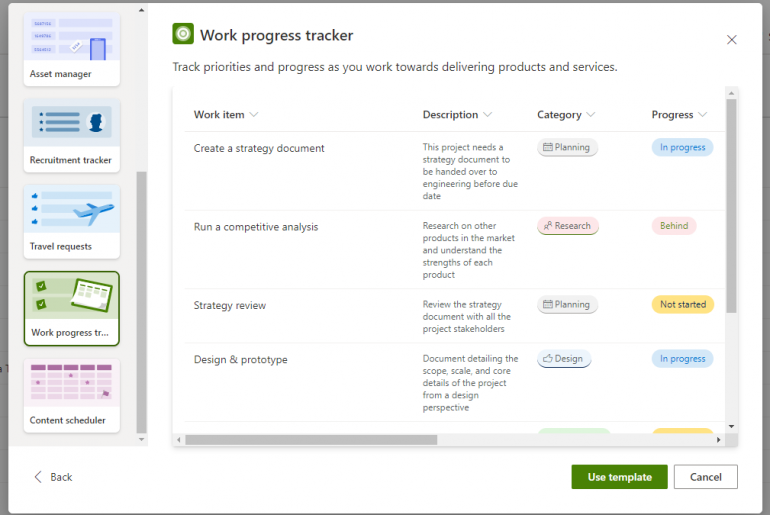 Asset manager
Recruitment tracker
Travel requests
Work progress tr...
Content scheduler
Work progress tracker
Track priorities and progress as you work towards delivering products and services.
Work item Description Category Progress
Create a strategy document
This project needs a
strategy document to
be handed over to
engineering before due
date
Planning
In progress
Run a competitive analysis
Research on other
products in the market
and understand the
strengths of each
product
Research
Behind
Strategy review
Review the strategy
document with all the
project stakeholders
Planning
Not started
Design & prototype
Document detailing the
scope, scale, and core
details of the project
from a design
perspective
Design
In progress
Back
Use template
Cancel